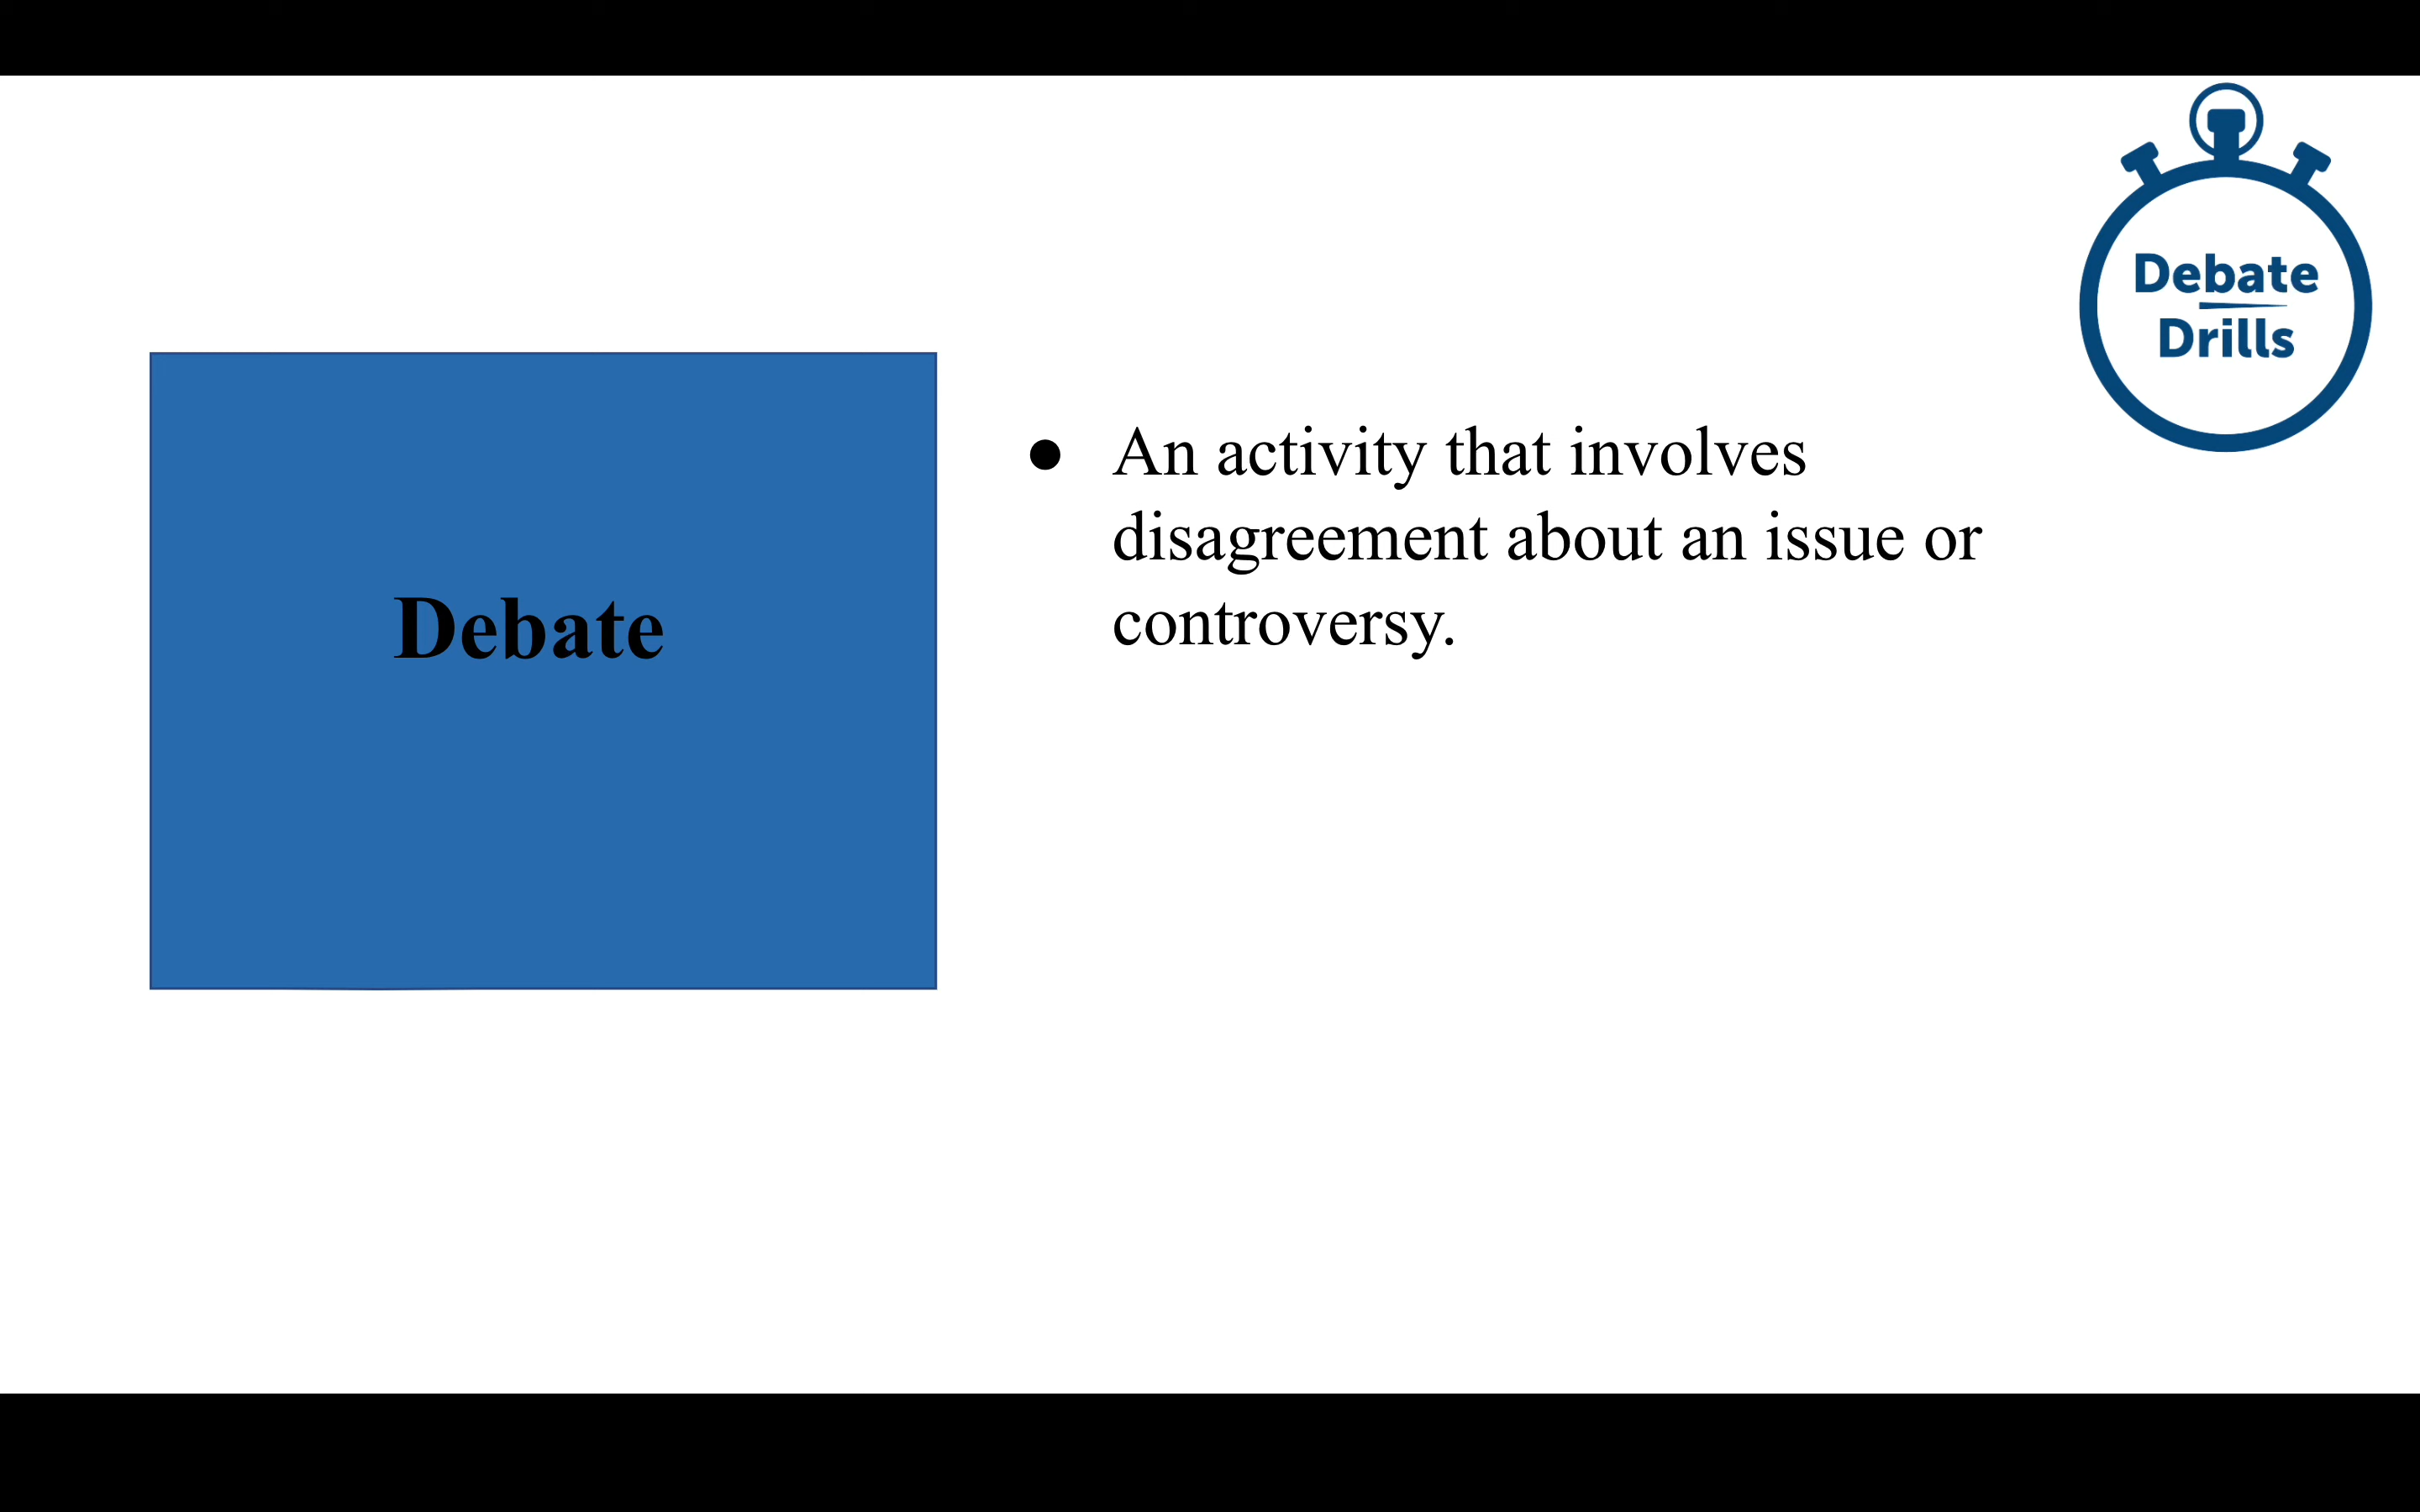 Debate
Drills
Debate
● An activity that involves
disagreement about an issue or
controversy.